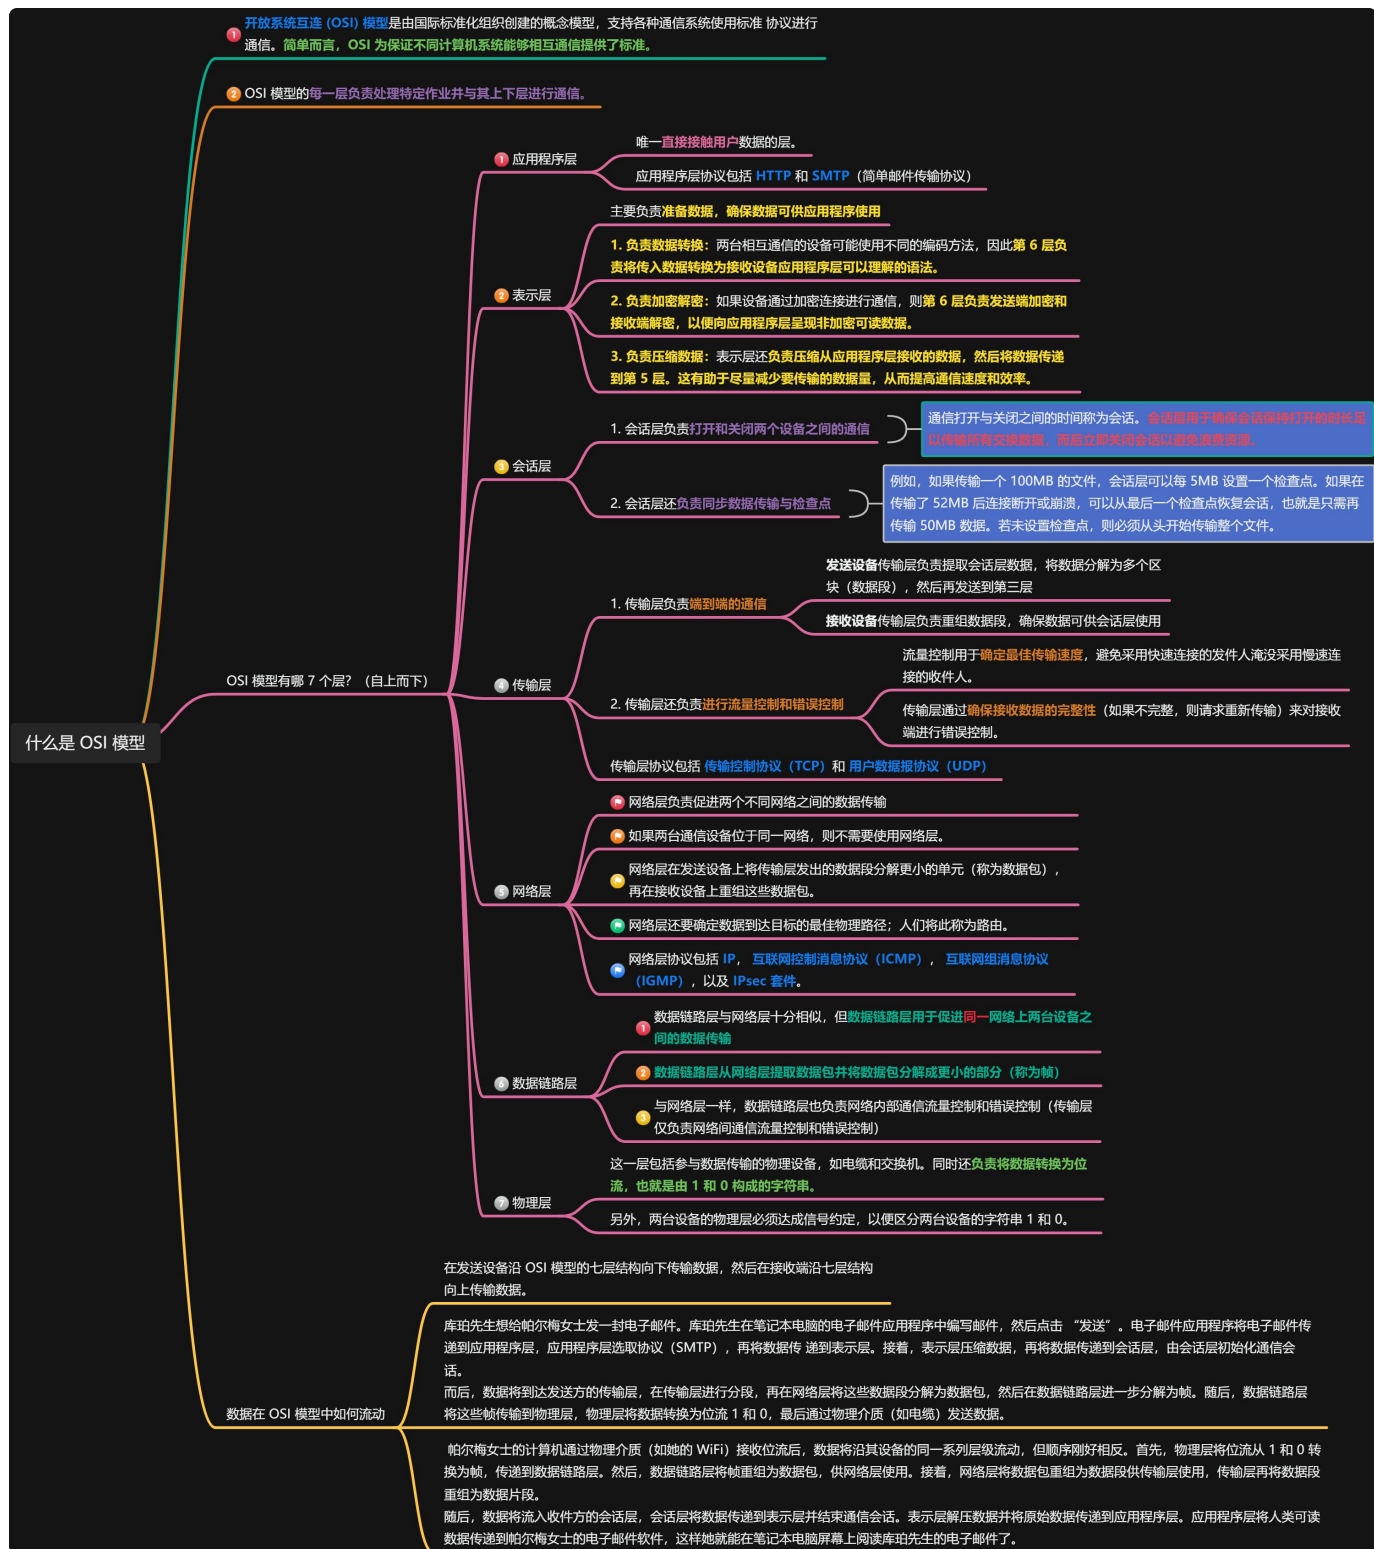 什么是 OSI 模型
开放系统互连 (OSI) 模型是由国际标准化组织创建的概念模型，支持各种通信系统使用标准 协议进行
通信。简单而言，OSI 为保证不同计算机系统能够相互通信提供了标准。
OSI 模型的每一层负责处理特定作业并与其上下层进行通信。
OSI 模型有哪 7 个层？（自上而下）
应用程序层
唯一直接接触用户数据的层。
应用程序层协议包括 HTTP 和 SMTP（简单邮件传输协议）
表示层
主要负责准备数据，确保数据可供应用程序使用
1. 负责数据转换：两台相互通信的设备可能使用不同的编码方法，因此第 6 层负
责将传入数据转换为接收设备应用程序层可以理解的语法。
2. 负责加密解密：如果设备通过加密连接进行通信，则第 6 层负责发送端加密和
接收端解密，以便向应用程序层呈现非加密可读数据。
3. 负责压缩数据：表示层还负责压缩从应用程序层接收的数据，然后将数据传递
到第 5 层。这有助于尽量减少要传输的数据量，从而提高通信速度和效率。
会话层
1. 会话层负责打开和关闭两个设备之间的通信
通信打开与关闭之间的时间称为会话。会话层用于确保会话保持打开的时长足
以传输所有交换数据，而后立即关闭会话以避免浪费资源。
2. 会话层还负责同步数据传输与检查点
例如，如果传输一个 100MB 的文件，会话层可以每 5MB 设置一个检查点。如果在
传输了 52MB 后连接断开或崩溃，可以从最后一个检查点恢复会话，也就是只需再
传输 50MB 数据。若未设置检查点，则必须从头开始传输整个文件。
传输层
1. 传输层负责端到端的通信
发送设备传输层负责提取会话层数据，将数据分解为多个区
块（数据段），然后再发送到第三层
接收设备传输层负责重组数据段，确保数据可供会话层使用
2. 传输层还负责进行流量控制和错误控制
流量控制用于确定最佳传输速度，避免采用快速连接的发件人淹没采用慢速连
接的收件人。
传输层通过确保接收数据的完整性（如果不完整，则请求重新传输）来对接收
端进行错误控制。
传输层协议包括 传输控制协议（TCP）和 用户数据报协议（UDP）
网络层
网络层负责促进两个不同网络之间的数据传输
如果两台通信设备位于同一网络，则不需要使用网络层。
网络层在发送设备上将传输层发出的数据段分解更小的单元（称为数据包），
再在接收设备上重组这些数据包。
网络层还要确定数据到达目标的最佳物理路径；人们将此称为路由。
网络层协议包括 IP， 互联网控制消息协议（ICMP）， 互联网组消息协议
（IGMP），以及 IPsec 套件。
数据链路层
数据链路层与网络层十分相似，但数据链路层用于促进同一网络上两台设备之
间的数据传输
数据链路层从网络层提取数据包并将数据包分解成更小的部分（称为帧）
与网络层一样，数据链路层也负责网络内部通信流量控制和错误控制（传输层
仅负责网络间通信流量控制和错误控制）
物理层
这一层包括参与数据传输的物理设备，如电缆和交换机。同时还负责将数据转换为位
流，也就是由 1 和 0 构成的字符串。
另外，两台设备的物理层必须达成信号约定，以便区分两台设备的字符串 1 和 0。
数据在 OSI 模型中如何流动
在发送设备沿 OSI 模型的七层结构向下传输数据，然后在接收端沿七层结构
向上传输数据。
库珀先生想给帕尔梅女士发一封电子邮件。库珀先生在笔记本电脑的电子邮件应用程序中编写邮件，然后点击 “发送”。电子邮件应用程序将电子邮件传
递到应用程序层，应用程序层选取协议（SMTP），再将数据传 递到表示层。接着，表示层压缩数据，再将数据传递到会话层，由会话层初始化通信会
话。
而后，数据将到达发送方的传输层，在传输层进行分段，再在网络层将这些数据段分解为数据包，然后在数据链路层进一步分解为帧。随后，数据链路层
将这些帧传输到物理层，物理层将数据转换为位流 1 和 0，最后通过物理介质（如电缆）发送数据。
帕尔梅女士的计算机通过物理介质（如她的 WiFi）接收位流后，数据将沿其设备的同一系列层级流动，但顺序刚好相反。首先，物理层将位流从 1 和 0 转
换为帧，传递到数据链路层。然后，数据链路层将帧重组为数据包，供网络层使用。接着，网络层将数据包重组为数据段供传输层使用，传输层再将数据段
重组为数据片段。
随后，数据将流入收件方的会话层，会话层将数据传递到表示层并结束通信会话。表示层解压数据并将原始数据传递到应用程序层。应用程序层将人类可读
数据传递到帕尔梅女士的电子邮件软件，这样她就能在笔记本电脑屏幕上阅读库珀先生的电子邮件了。